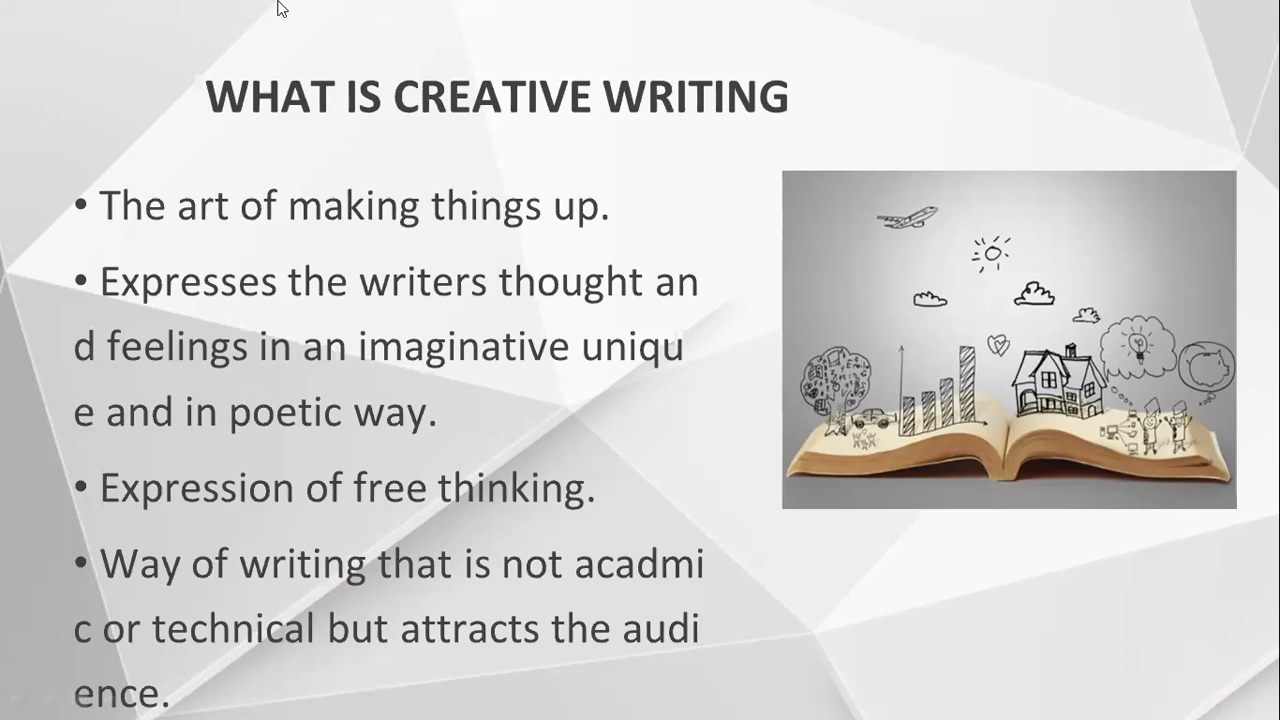 WHAT IS CREATIVE WRITING
• The art of making things up.
• Expresses the writers thought an
d feelings in an imaginative uniqu
e and in poetic way.
• Expression of free thinking.
• Way of writing that is not acadmi
c or technical but attracts the audi
ence.